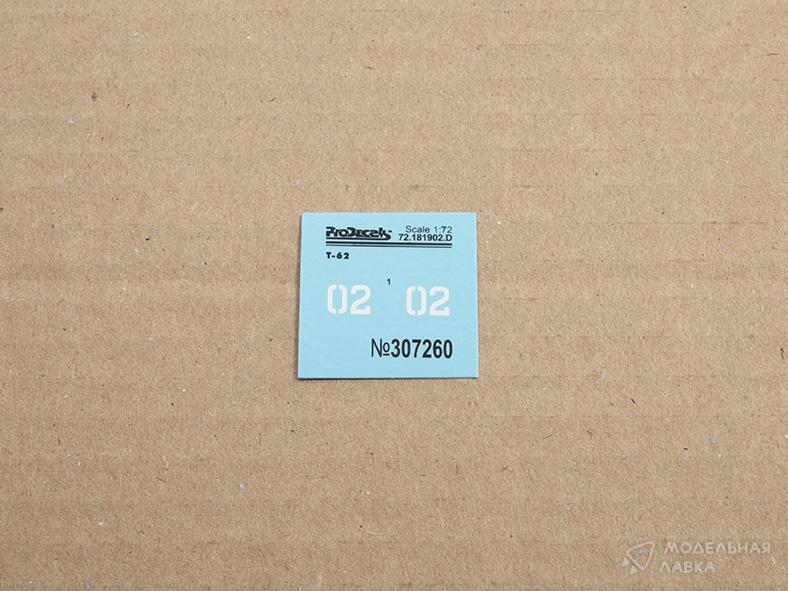 ProDecals Scale 1:72
72.181902.D
T-62
1
02 02
№307260
МОДЕЛЬНАЯ
ЛАВКА